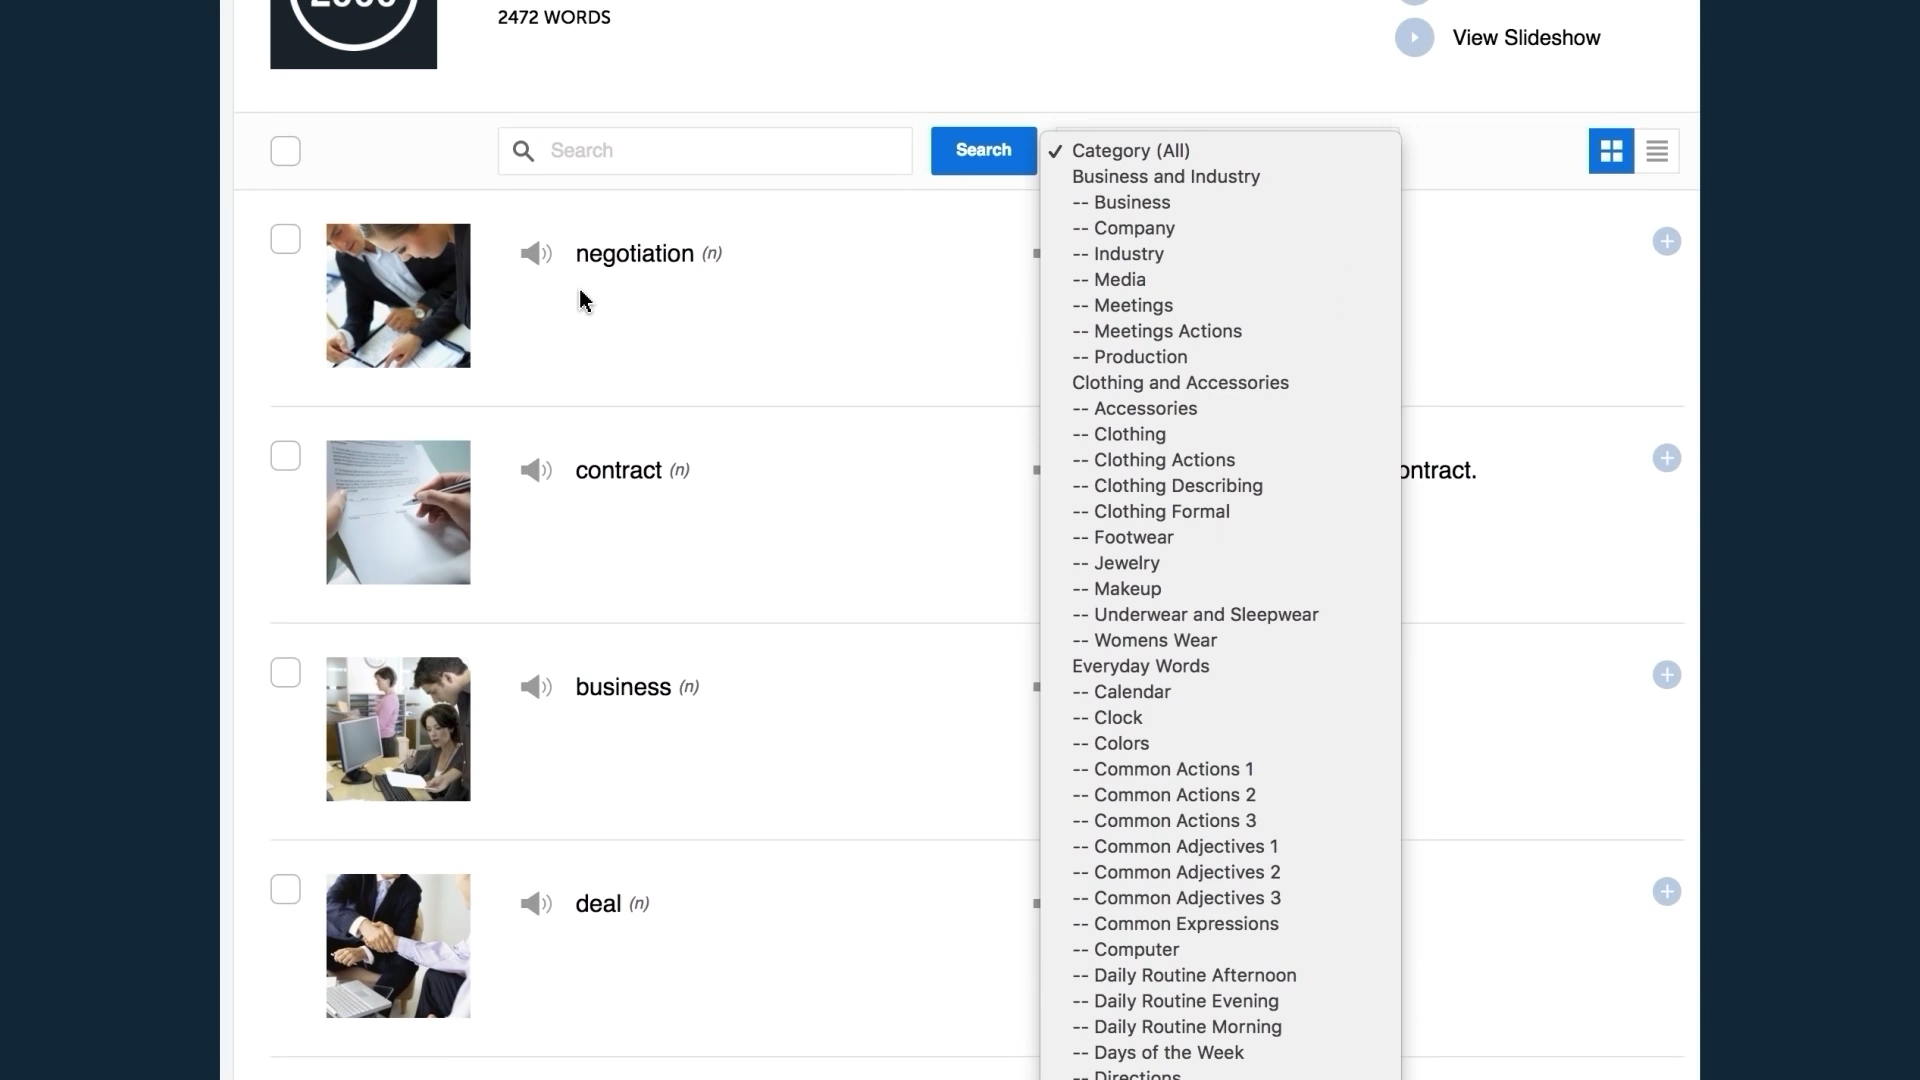 2472 WORDS
View Slideshow
Search
Search
✓ Category (All)
Business and Industry
-- Business
-- Company
-- Industry
-- Media
-- Meetings
-- Meetings Actions
-- Production
Clothing and Accessories
-- Accessories
-- Clothing
-- Clothing Actions
-- Clothing Describing
-- Clothing Formal
-- Footwear
-- Jewelry
-- Makeup
-- Underwear and Sleepwear
-- Womens Wear
Everyday Words
-- Calendar
-- Clock
-- Colors
-- Common Actions 1
-- Common Actions 2
-- Common Actions 3
-- Common Adjectives 1
-- Common Adjectives 2
-- Common Adjectives 3
-- Common Expressions
-- Computer
-- Daily Routine Afternoon
-- Daily Routine Evening
-- Daily Routine Morning
-- Days of the Week
-- Directions
negotiation (n)
contract (n)
ontract.
business (n)
deal (n)